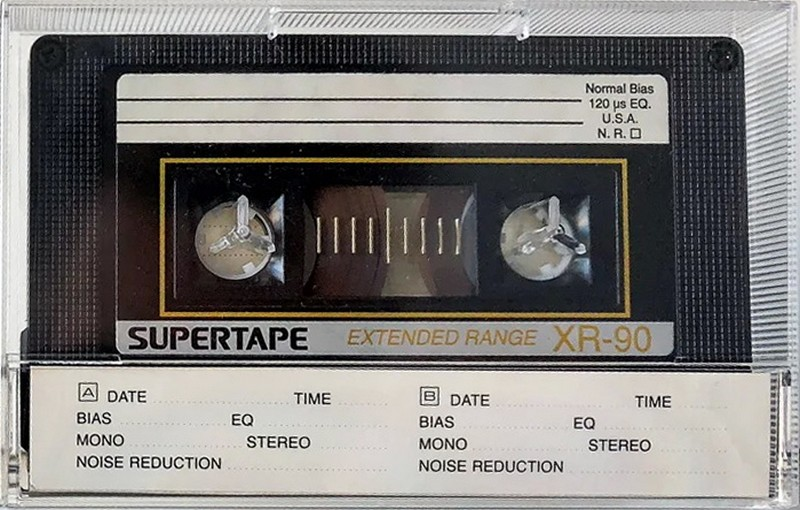 Normal Bias
120 µs EQ.
U.S.A.
N. R. □
SUPERTAPE EXTENDED RANGE XR-90
A DATE TIME
BIAS EQ
MONO STEREO
NOISE REDUCTION
B DATE TIME
BIAS EQ
MONO STEREO
NOISE REDUCTION